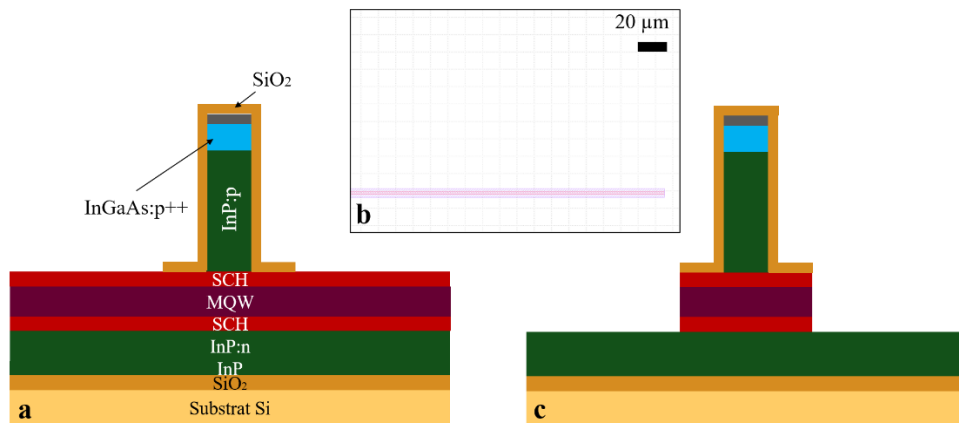 20 µm
SiO₂
InGaAs:p++
InP:p
b
SCH
MQW
SCH
InP:n
InP
SiO₂
Substrat Si
a
c